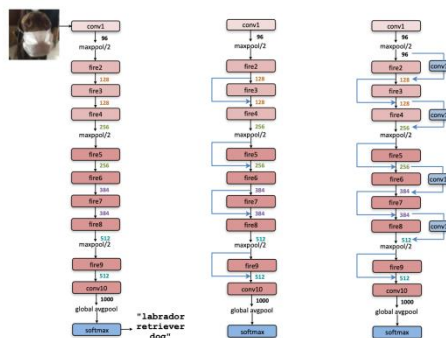 conv1
96
maxpool/2
fire2
128
fire3
128
fire4
256
maxpool/2
fire5
256
fire6
384
fire7
384
fire8
512
maxpool/2
fire9
512
conv10
1000
global avgpool
softmax
"labrador
retriever
dog"
conv1
96
maxpool/2
fire2
128
fire3
128
fire4
256
maxpool/2
fire5
256
fire6
384
fire7
384
fire8
512
maxpool/2
fire9
512
conv10
1000
global avgpool
softmax
conv1
maxpool/2
96
conv1
fire2
128
fire3
128
fire4
conv1
256
maxpool/2
fire5
256
fire6
conv1
384
fire7
384
fire8
conv1
512
maxpool/2
fire9
512
conv10
1000
global avgpool
softmax